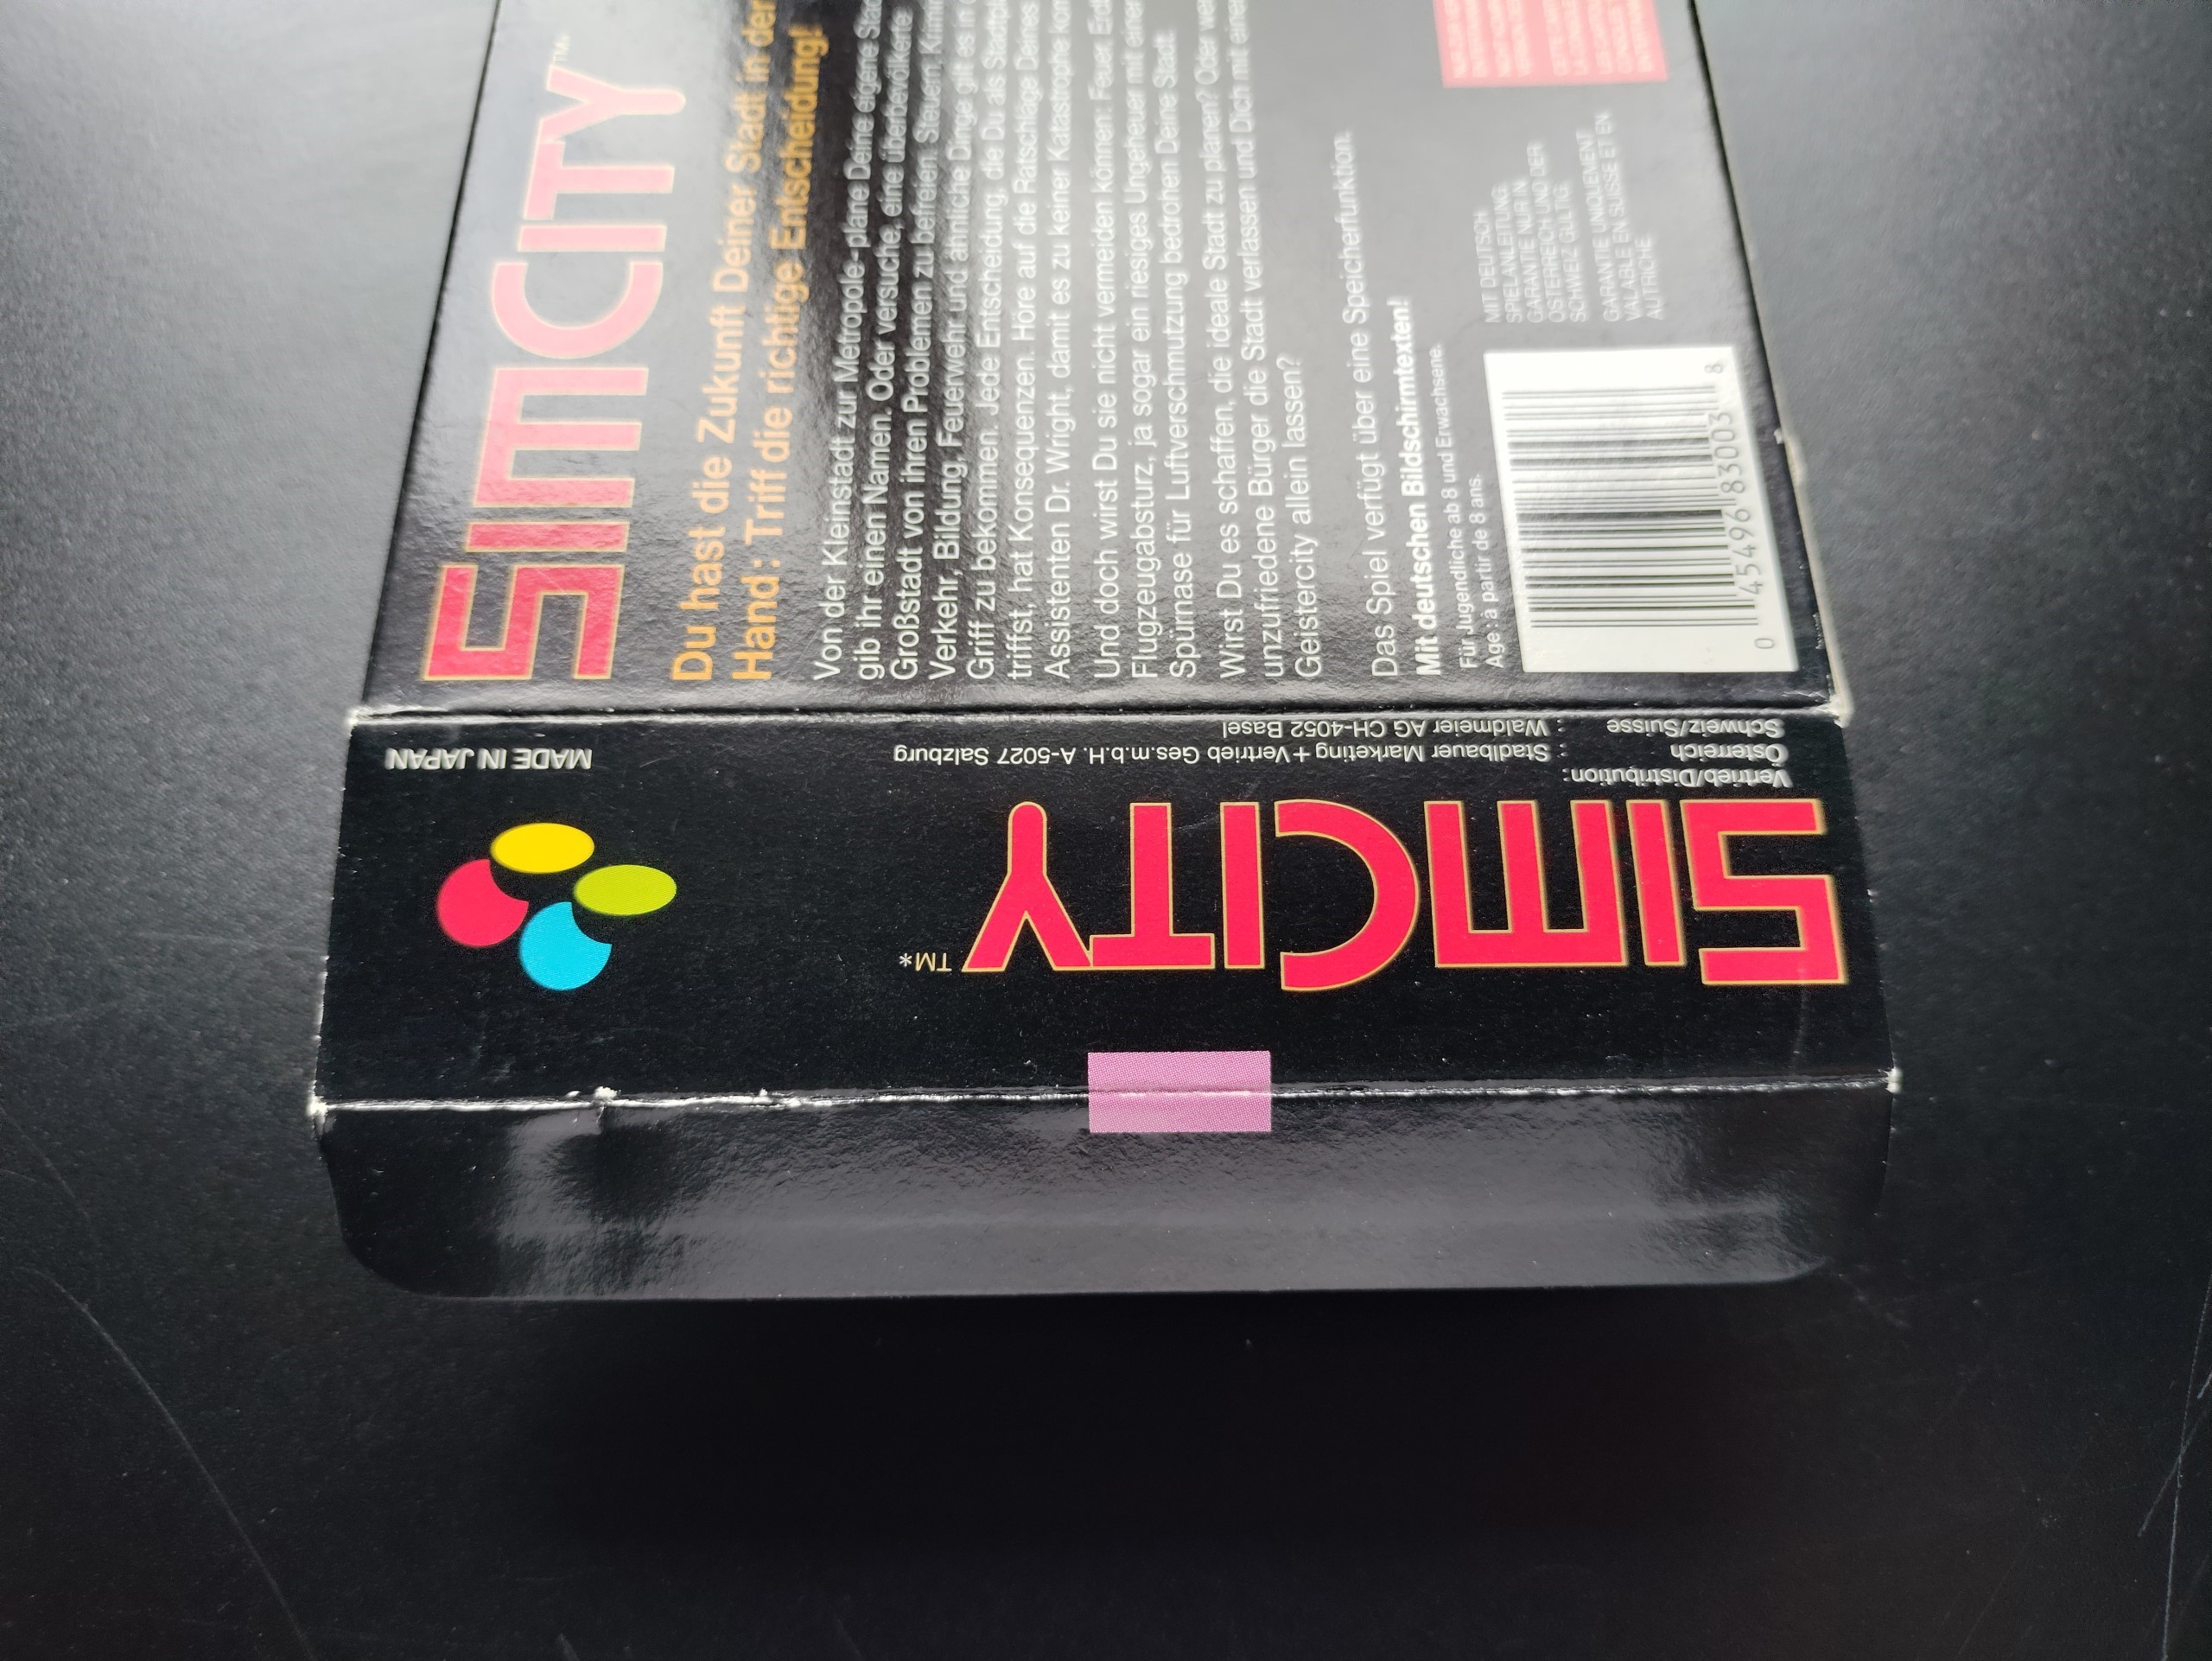 SIMCITY™
Du hast die Zukunft Deiner Stadt in der
Hand: Triff die richtige Entscheidung!
Von der Kleinstadt zur Metropole- plane Deine eigene
gib ihr einen Namen. Oder versuche, eine überbevölkerte
Großstadt von ihren Problemen zu befreien. Steuern,
Verkehr, Bildung, Feuerwehr und ähnliche Dinge gilt es in
Griff zu bekommen. Jede Entscheidung, die Du als
triffst, hat Konsequenzen. Höre auf die Ratschläge Deines
Assistenten Dr. Wright, damit es zu keiner Katastrophe
Und doch wirst Du sie nicht vermeiden können: Feuer,
Flugzeugabsturz, ja sogar ein riesiges Ungeheuer mit einer
Spürnase für Luftverschmutzung bedrohen Deine Stadt.
Wirst Du es schaffen, die ideale Stadt zu planen? Oder
unzufriedene Bürger die Stadt verlassen und Dich mit einer
Geistercity allein lassen?
Das Spiel verfügt über eine Speicherfunktion.
Mit deutschen Bildschirmtexten!
Für Jugendliche ab 8 und Erwachsene.
Age : à partir de 8 ans.
0 45496 83003 8
MIT DEUTSCH.
SPIELANLEITUNG.
GARANTIE NUR IN
ÖSTERREICH UND DER
SCHWEIZ GÜLTIG.
GARANTIE UNIQUEMENT
VALABLE EN SUISSE ET EN
AUTRICHE
SIMCITY™*
Vertrieb/Distribution:
Österreich : Stadlbauer Marketing + Vertrieb Ges.m.b.H. A-5027 Salzburg
Schweiz/Suisse : Waldmeier AG CH-4052 Basel
MADE IN JAPAN